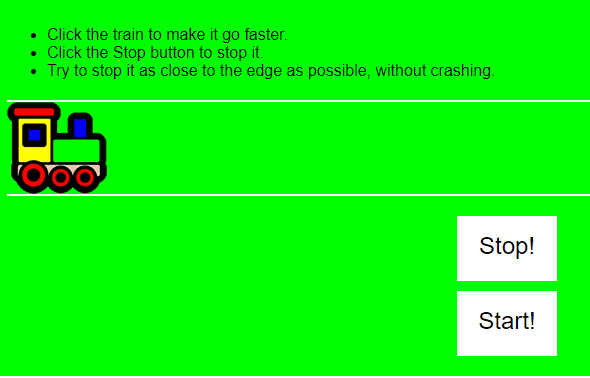 Click the train to make it go faster.
Click the Stop button to stop it.
Try to stop it as close to the edge as possible, without crashing.
Stop!
Start!